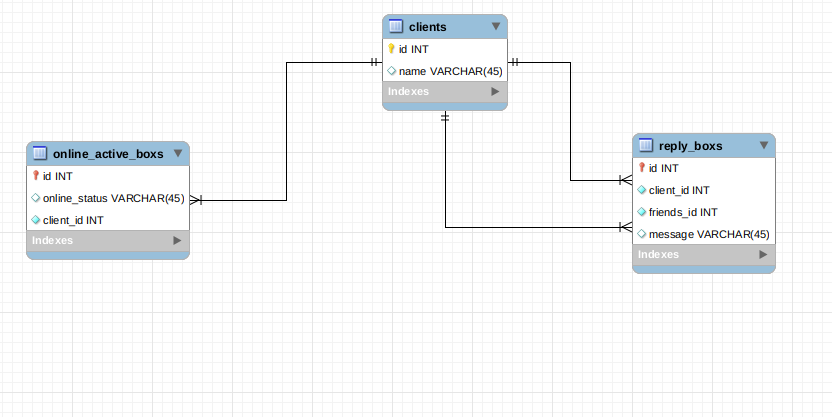 clients
id INT
name VARCHAR(45)
Indexes
online_active_boxs
id INT
online_status VARCHAR(45)
client_id INT
Indexes
reply_boxs
id INT
client_id INT
friends_id INT
message VARCHAR(45)
Indexes